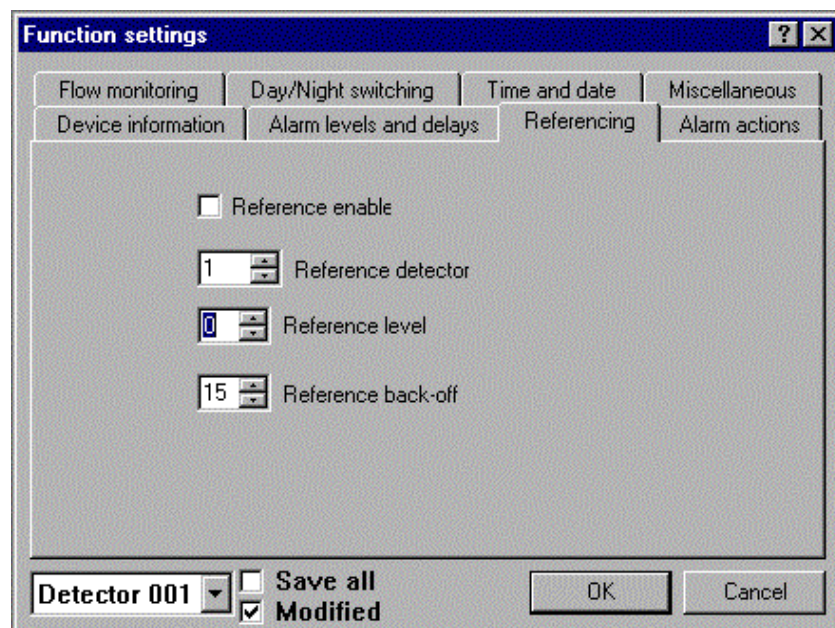 Function settings
Flow monitoring Day/Night switching Time and date Miscellaneous
Device information Alarm levels and delays Referencing Alarm actions
Reference enable
1 Reference detector
0 Reference level
15 Reference back-off
Detector 001 Save all OK Cancel
Modified